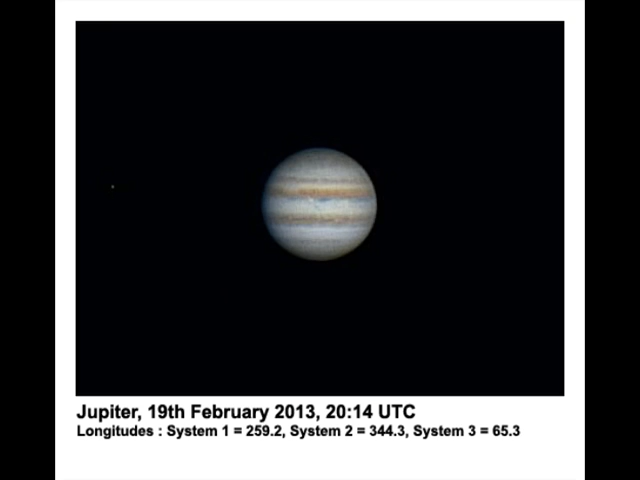 Jupiter, 19th February 2013, 20:14 UTC
Longitudes : System 1 = 259.2, System 2 = 344.3, System 3 = 65.3